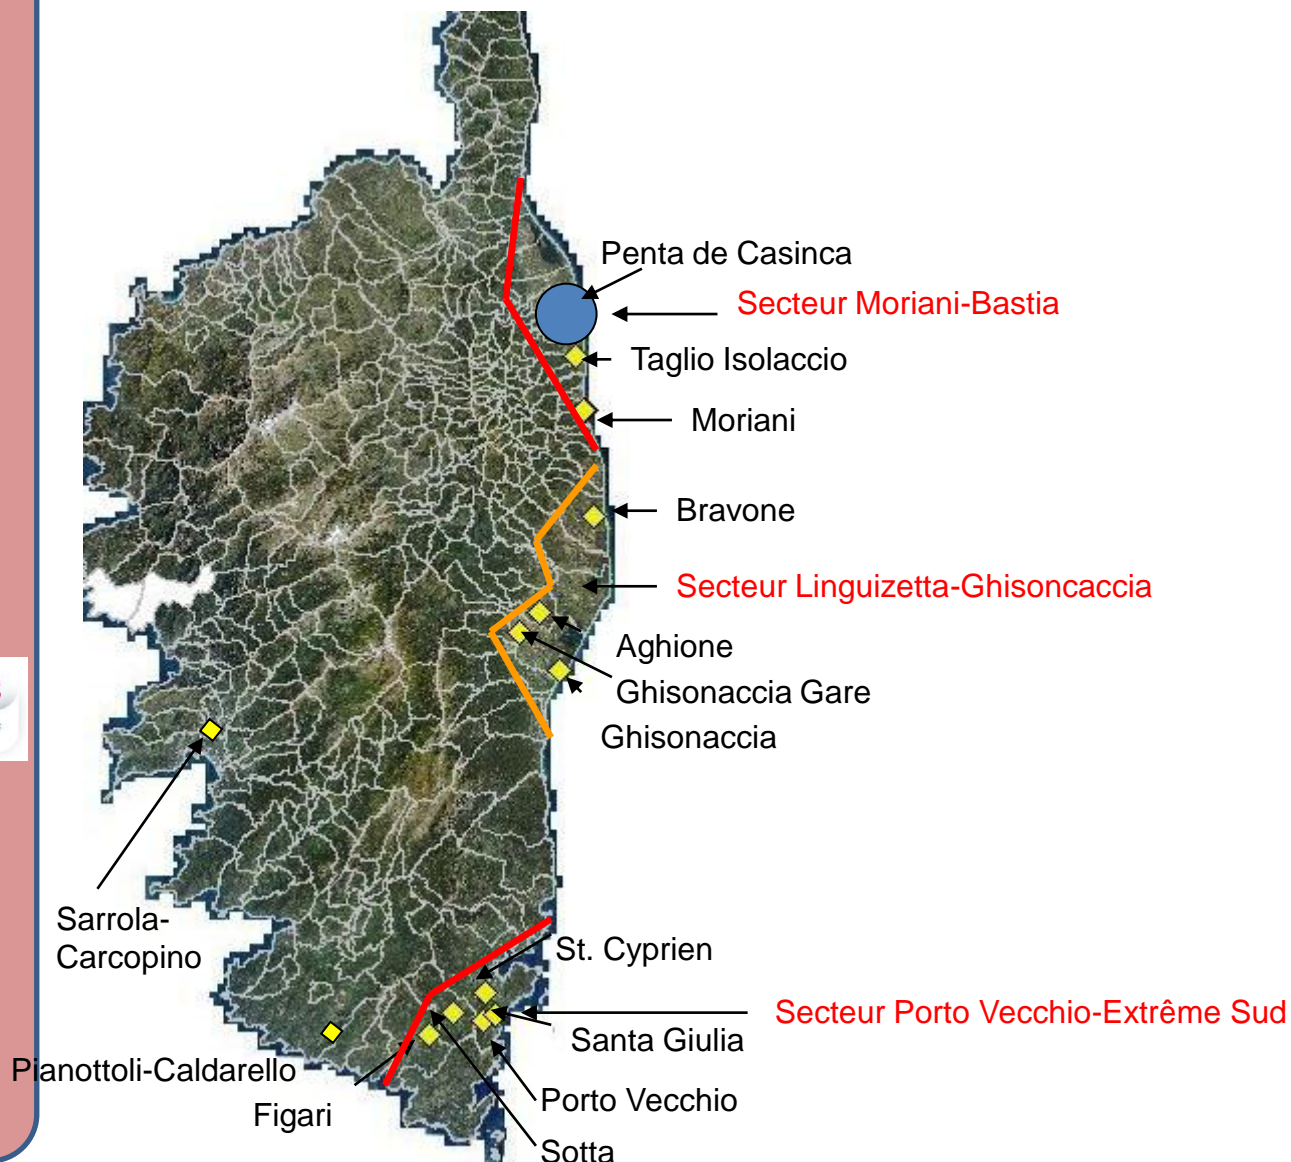 Penta de Casinca
Secteur Moriani-Bastia
Taglio Isolaccio
Moriani
Bravone
Secteur Linguizetta-Ghisoncaccia
Aghione
Ghisonaccia Gare
Ghisonaccia
Sarrola-
Carcopino
St. Cyprien
Secteur Porto Vecchio-Extrême Sud
Santa Giulia
Pianottoli-Caldarello
Porto Vecchio
Figari
Sotta